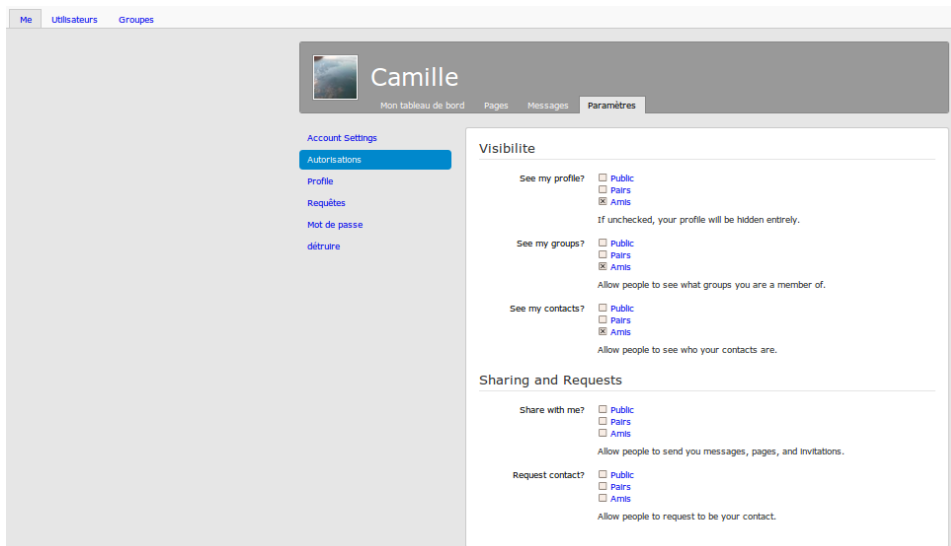 Me Utilisateurs Groupes
Camille
Mon tableau de bord Pages Messages Paramètres
Account Settings
Autorisations
Profile
Requêtes
Mot de passe
détruire
Visibilite
See my profile? Public
Pairs
Amis
If unchecked, your profile will be hidden entirely.
See my groups? Public
Pairs
Amis
Allow people to see what groups you are a member of.
See my contacts? Public
Pairs
Amis
Allow people to see who your contacts are.
Sharing and Requests
Share with me? Public
Pairs
Amis
Allow people to send you messages, pages, and invitations.
Request contact? Public
Pairs
Amis
Allow people to request to be your contact.